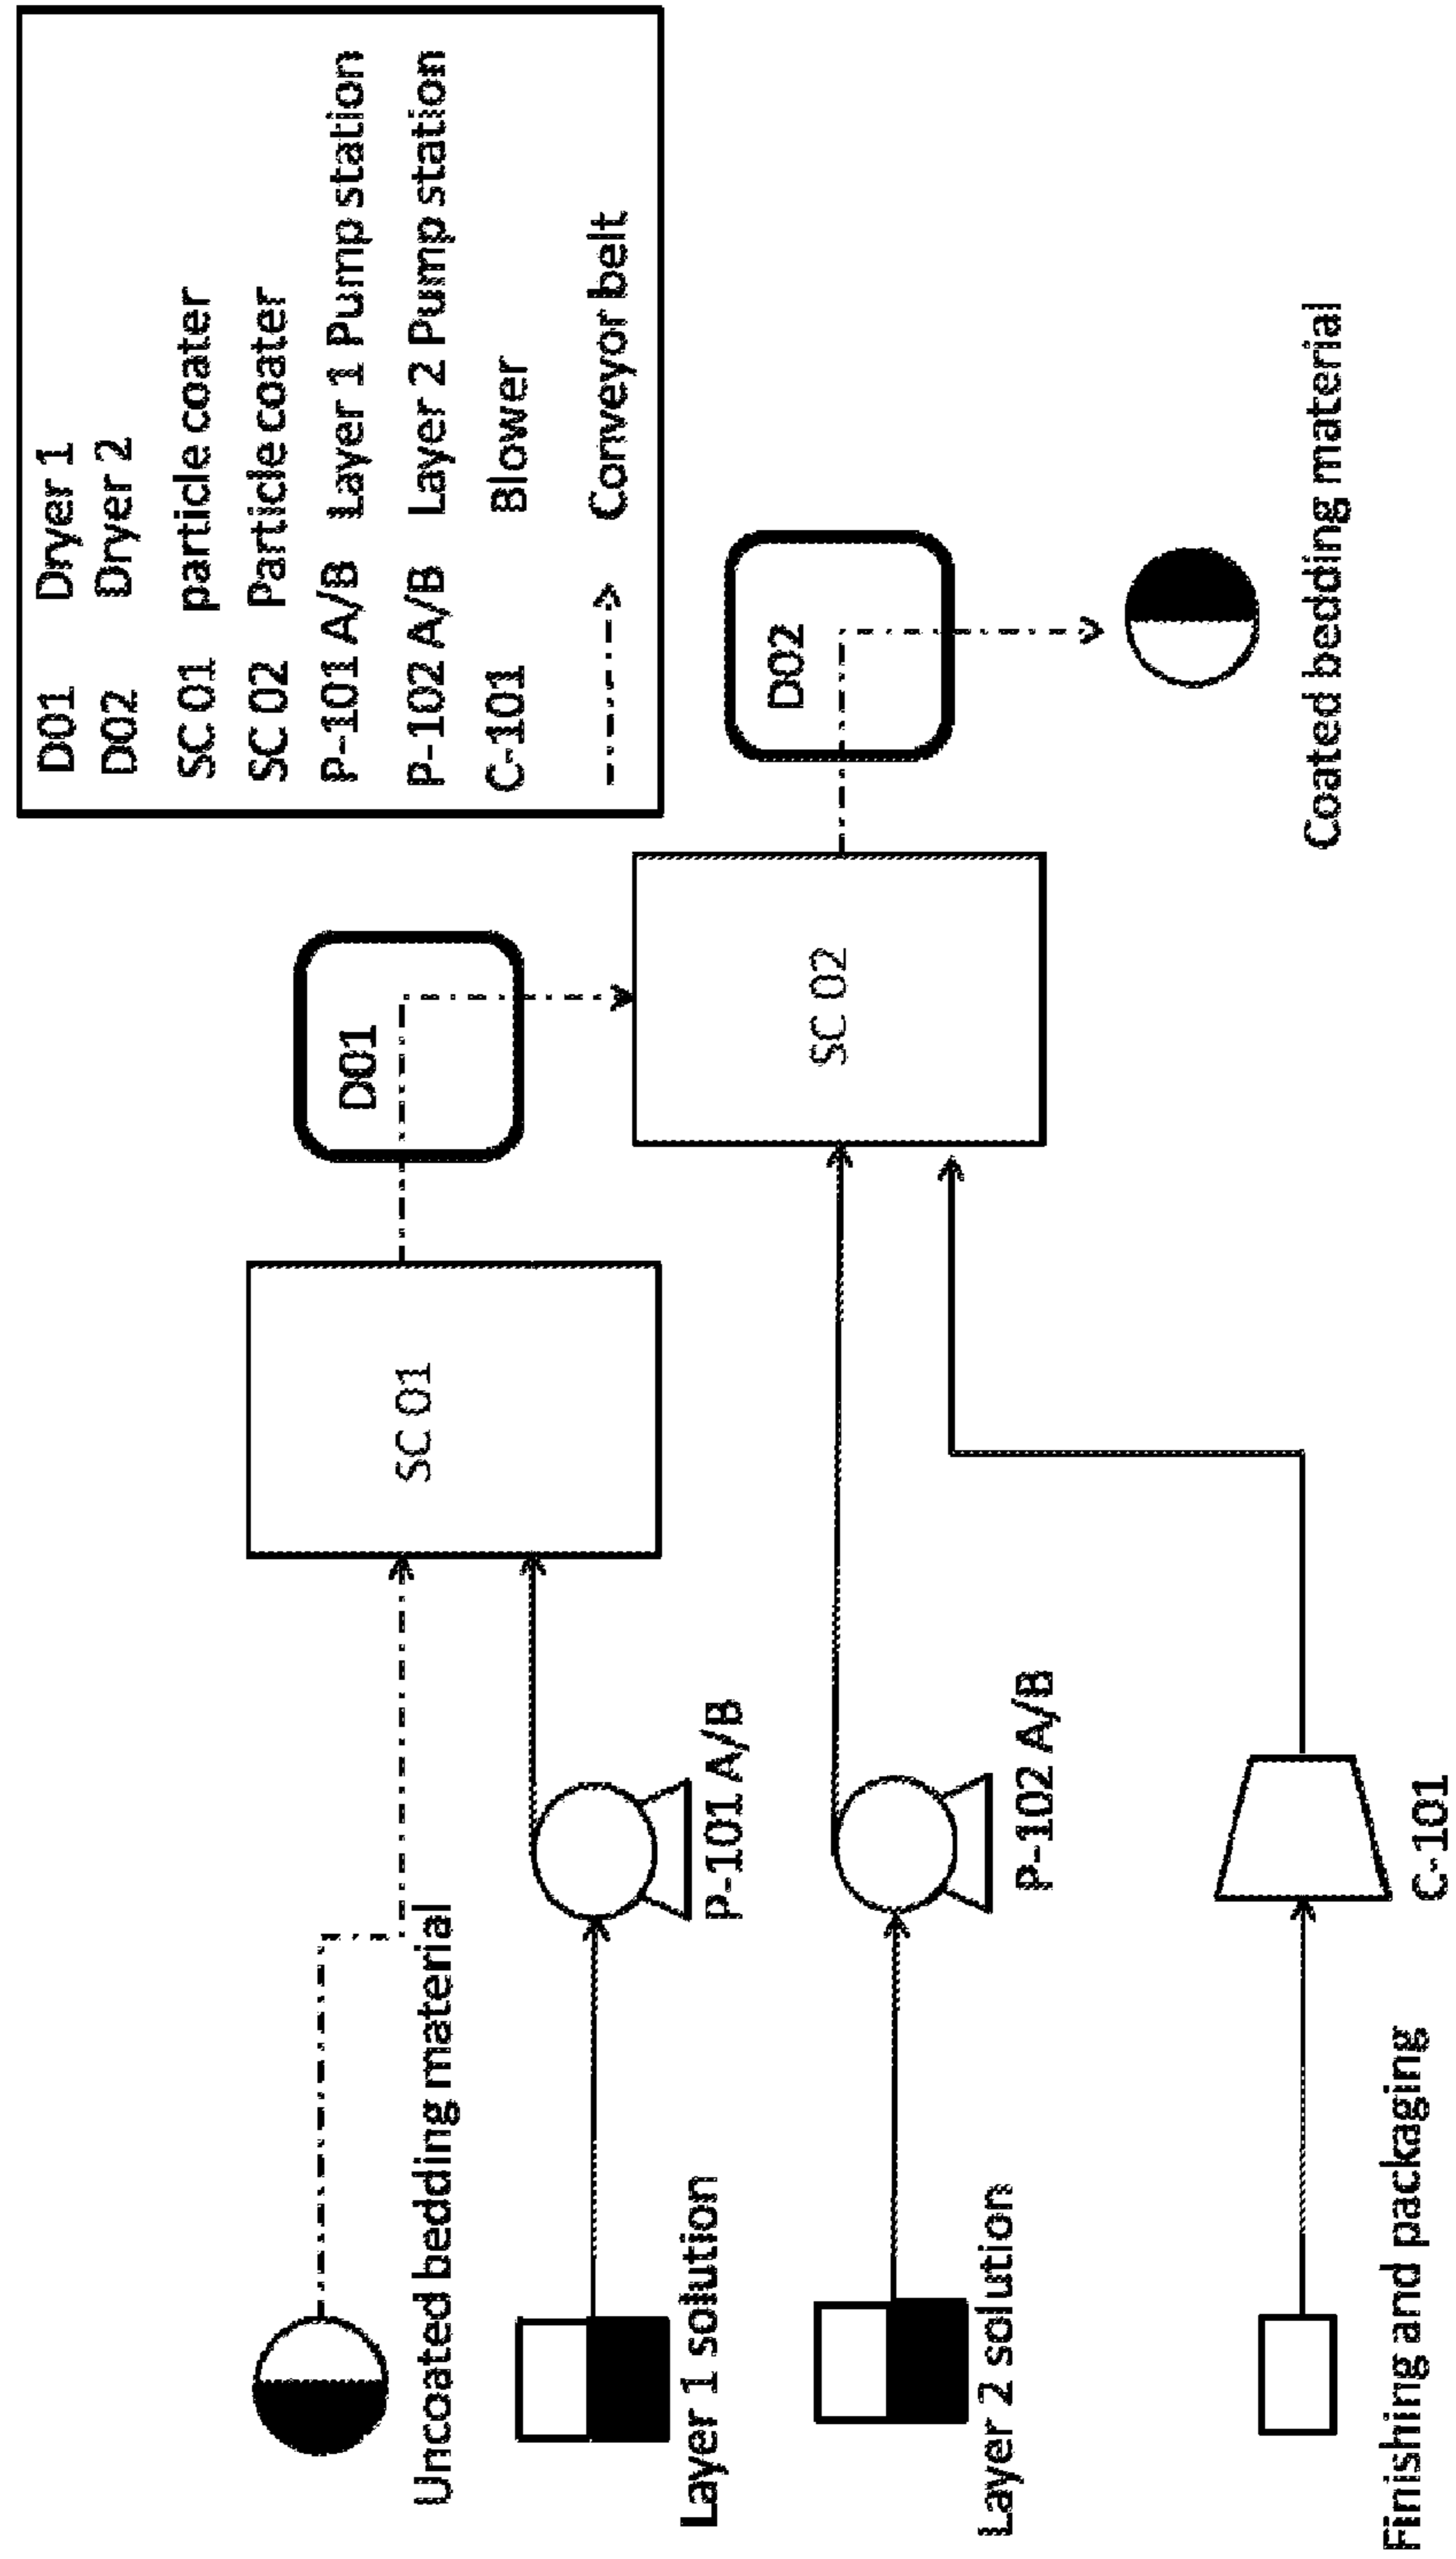 D01 Dryer 1
D02 Dryer 2
SC 01 particle coater
SC 02 Particle coater
P-101 A/B Layer 1 Pump station
P-102 A/B Layer 2 Pump station
C-101 Blower
Conveyor belt
D01
SC 01
Uncoated bedding material
D02
SC 02
P-101 A/B
Layer 1 solution
P-102 A/B
Layer 2 solution
Coated bedding material
C-101
Finishing and packaging